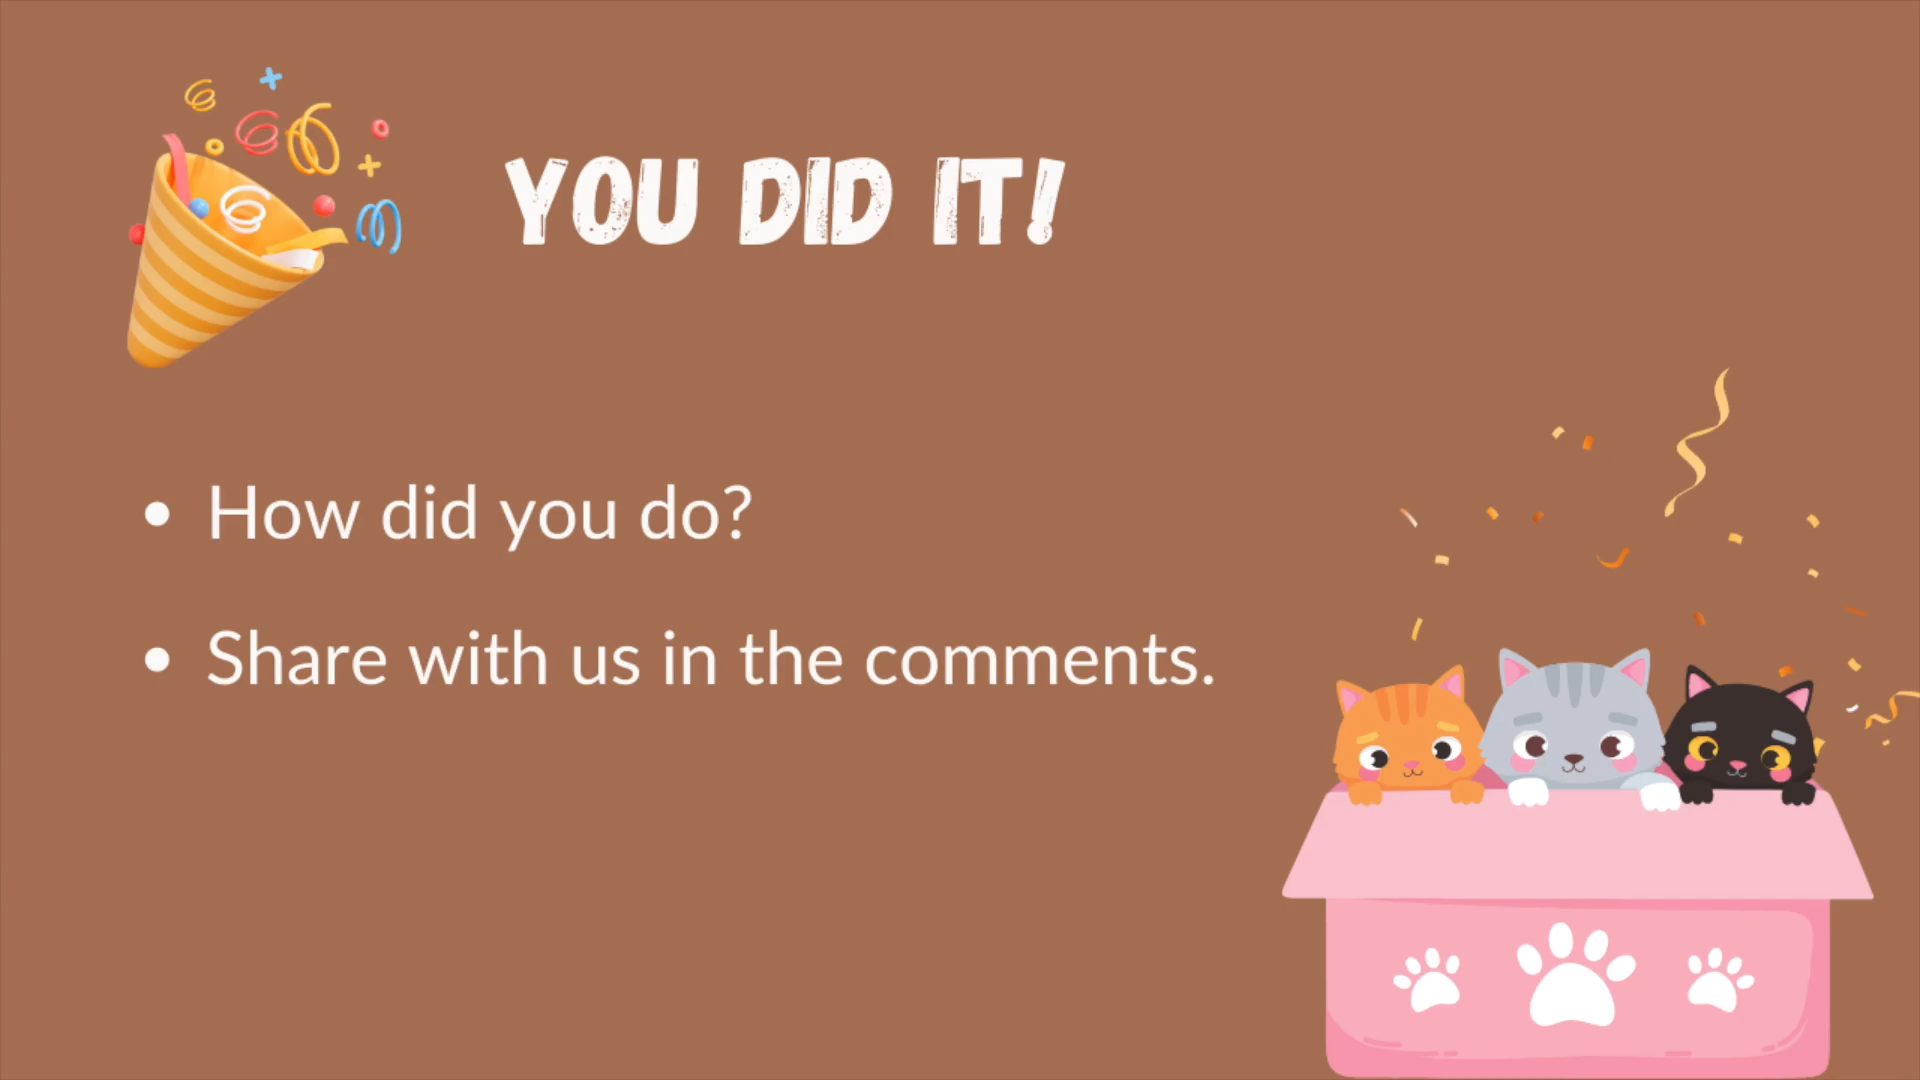 YOU DID IT!
• How did you do?
• Share with us in the comments.